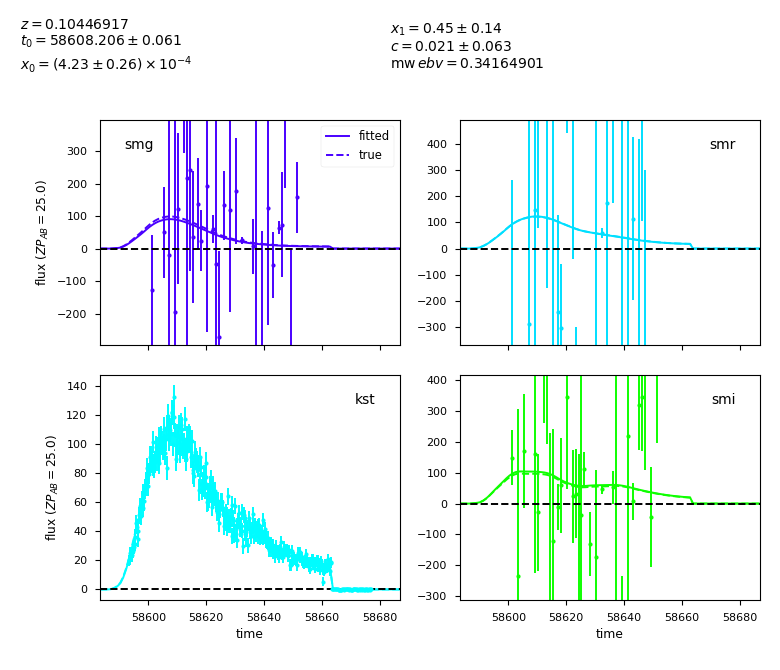 z = 0.10446917
t₀ = 58608.206 ± 0.061
x₀ = (4.23 ± 0.26) × 10⁻⁴
x₁ = 0.45 ± 0.14
c = 0.021 ± 0.063
mw ebv = 0.34164901
smg
fitted
true
300
200
100
0
−100
−200
flux (ZP_AB = 25.0)
smr
400
300
200
100
0
−100
−200
−300
kst
140
120
100
80
60
40
20
0
flux (ZP_AB = 25.0)
58600 58620 58640 58660 58680
time
smi
400
300
200
100
0
−100
−200
−300
58600 58620 58640 58660 58680
time